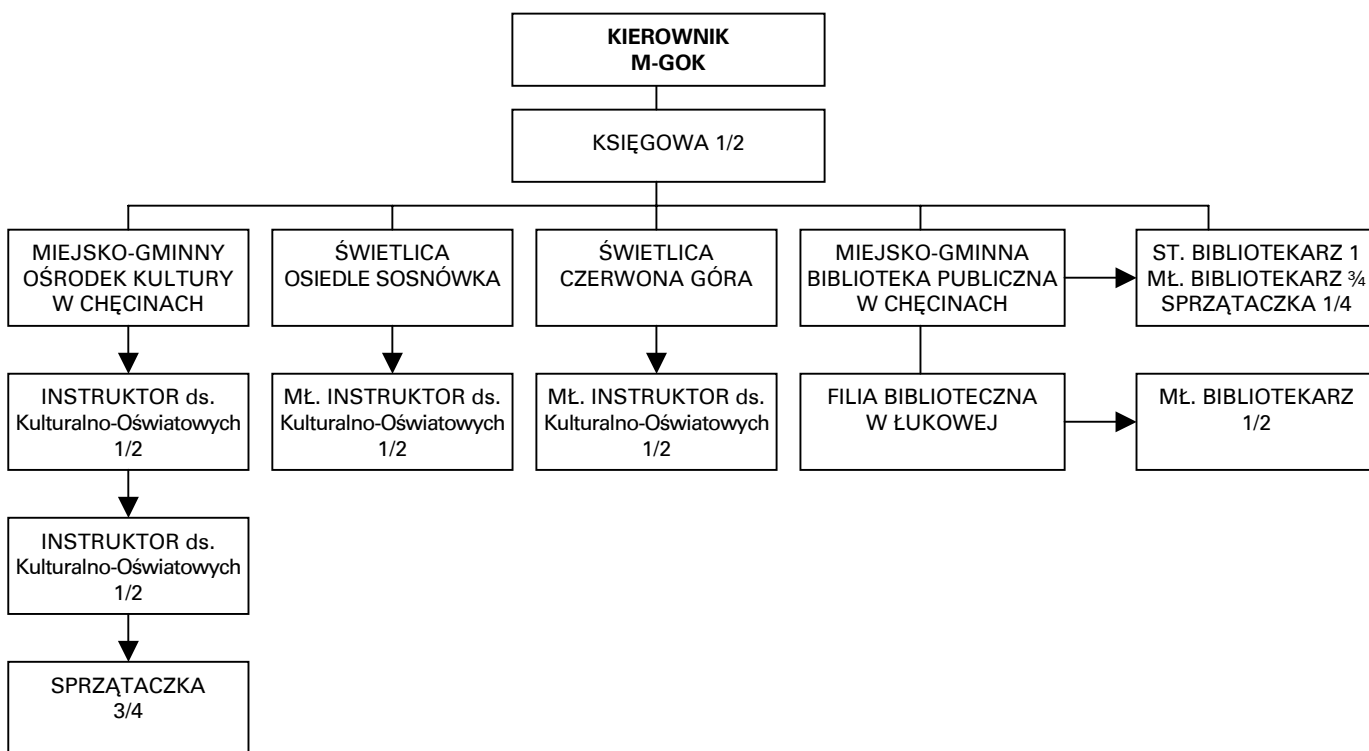 KIEROWNIK
M-GOK
KSIĘGOWA 1/2
MIEJSKO-GMINNY
OŚRODEK KULTURY
W CHĘCINACH
ŚWIETLICA
OSIEDLE SOSNÓWKA
ŚWIETLICA
CZERWONA GÓRA
MIEJSKO-GMINNA
BIBLIOTEKA PUBLICZNA
W CHĘCINACH
ST. BIBLIOTEKARZ 1
MŁ. BIBLIOTEKARZ ¾
SPRZĄTACZKA 1/4
INSTRUKTOR ds.
Kulturalno-Oświatowych
1/2
MŁ. INSTRUKTOR ds.
Kulturalno-Oświatowych
1/2
MŁ. INSTRUKTOR ds.
Kulturalno-Oświatowych
1/2
FILIA BIBLIOTECZNA
W ŁUKOWEJ
MŁ. BIBLIOTEKARZ
1/2
INSTRUKTOR ds.
Kulturalno-Oświatowych
1/2
SPRZĄTACZKA
3/4